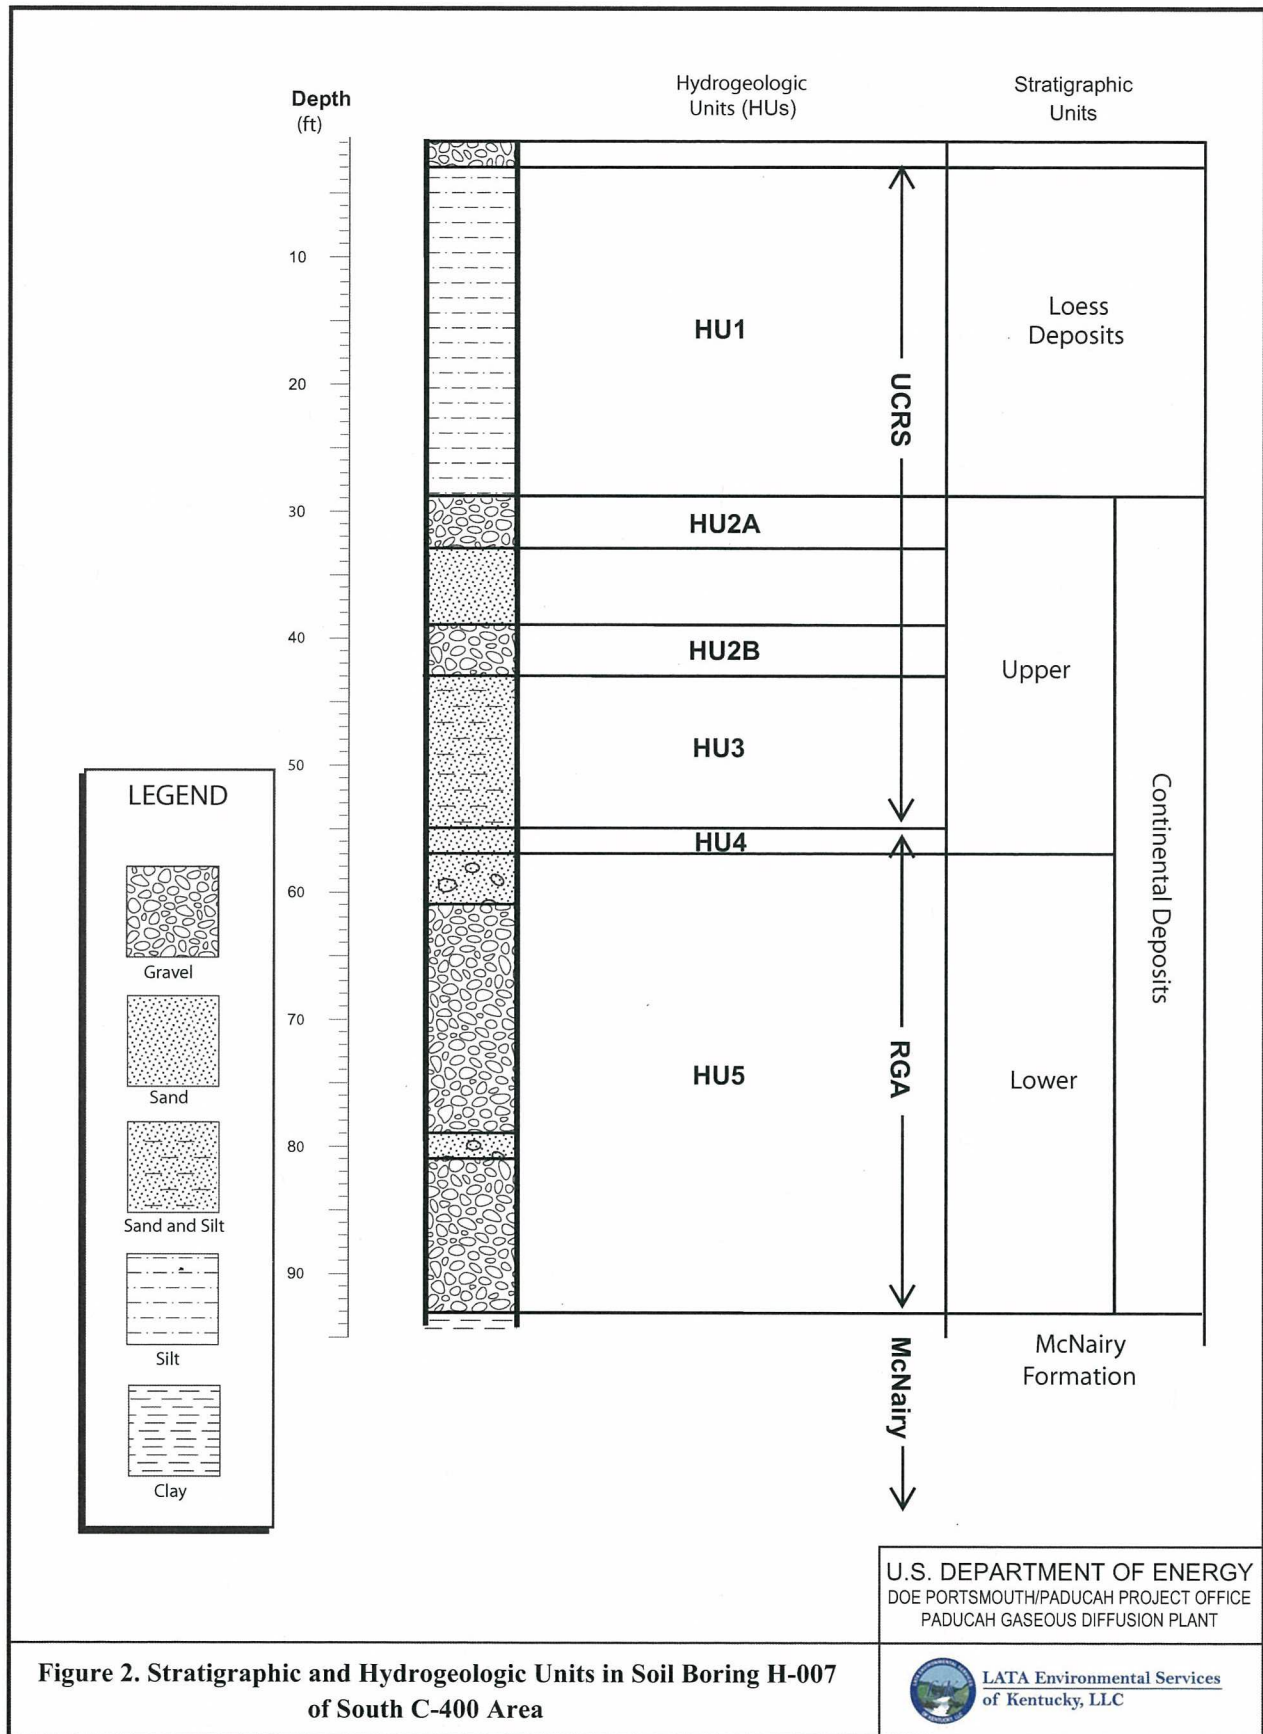 Depth
(ft)
Hydrogeologic
Units (HUs)
Stratigraphic
Units
10
20
30
40
50
60
70
80
90
HU1
HU2A
HU2B
HU3
HU4
HU5
UCRS
RGA
McNairy
Loess
Deposits
Upper
Lower
Continental Deposits
McNairy
Formation
LEGEND
Gravel
Sand
Sand and Silt
Silt
Clay
U.S. DEPARTMENT OF ENERGY
DOE PORTSMOUTH/PADUCAH PROJECT OFFICE
PADUCAH GASEOUS DIFFUSION PLANT
Figure 2. Stratigraphic and Hydrogeologic Units in Soil Boring H-007
of South C-400 Area
LATA Environmental Services
of Kentucky, LLC